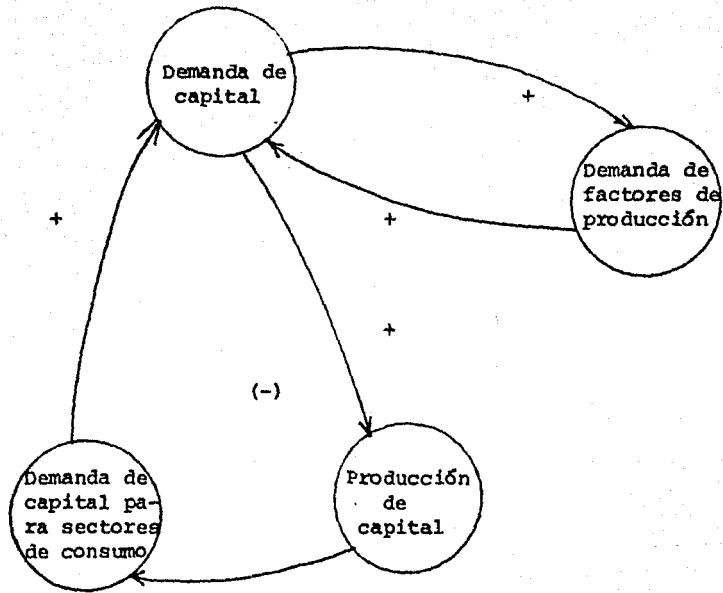 Demanda de
capital
+
Demanda de
factores de
producción
+
+
+
(-)
Demanda de
capital pa-
ra sectores
de consumo
Producción
de
capital